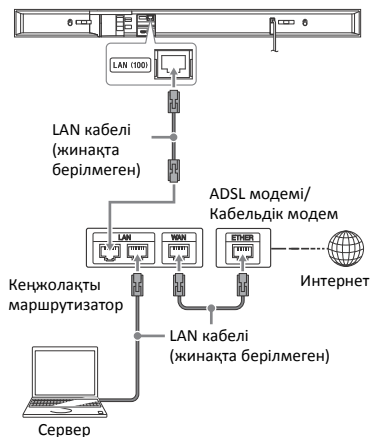 LAN (100)
LAN кабелі
(жинақта
берілмеген)
ADSL модемі/
Кабельдік модем
LAN
WAN
ETHER
Интернет
Кеңжолақты
маршрутизатор
LAN кабелі
(жинақта берілмеген)
Сервер